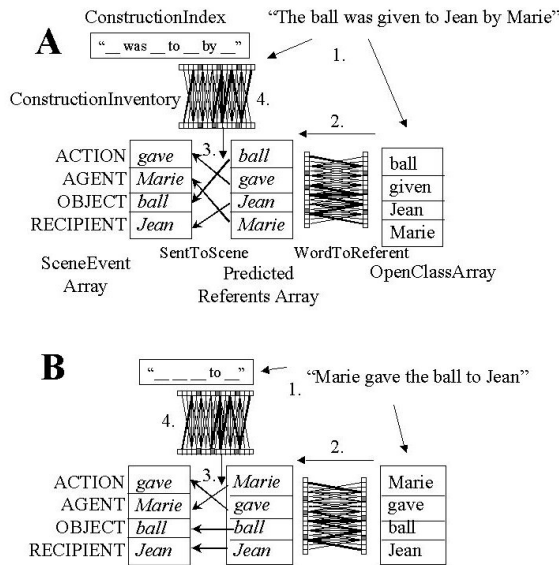 ConstructionIndex “The ball was given to Jean by Marie”
A “__ was __ to __ by __” 1.
ConstructionInventory 4. 2.
ACTION gave 3. ball ball
AGENT Marie gave given
OBJECT ball Jean Jean
RECIPIENT Jean Marie Marie
SceneEvent Array SentToScene Predicted Referents Array WordToReferent OpenClassArray
B “__ __ __ to __” 1. “Marie gave the ball to Jean”
4. 2.
ACTION gave 3. Marie Marie
AGENT Marie gave gave
OBJECT ball ball ball
RECIPIENT Jean Jean Jean